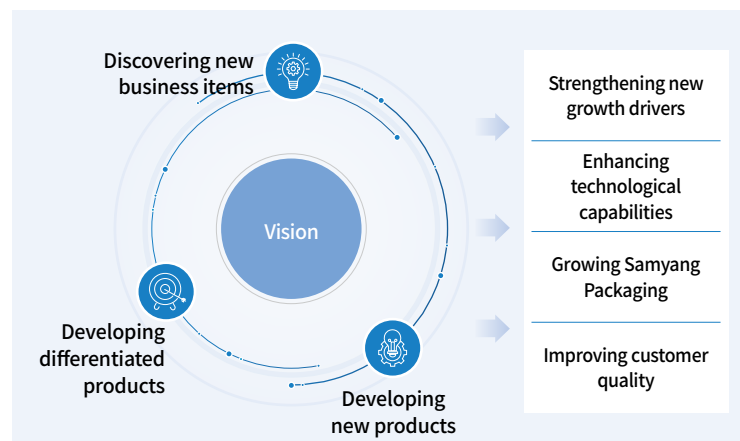 Discovering new
business items
Vision
Developing
differentiated
products
Developing
new products
Strengthening new
growth drivers
Enhancing
technological
capabilities
Growing Samyang
Packaging
Improving customer
quality